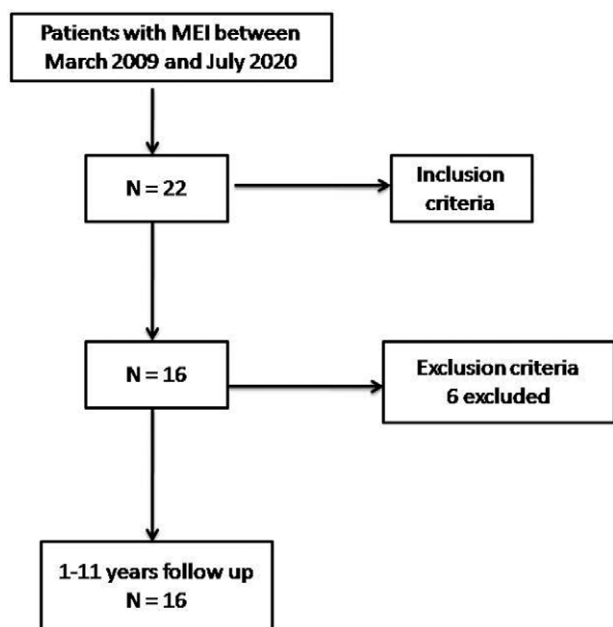 Patients with MEI between
March 2009 and July 2020
N = 22
Inclusion
criteria
N = 16
Exclusion criteria
6 excluded
1-11 years follow up
N = 16